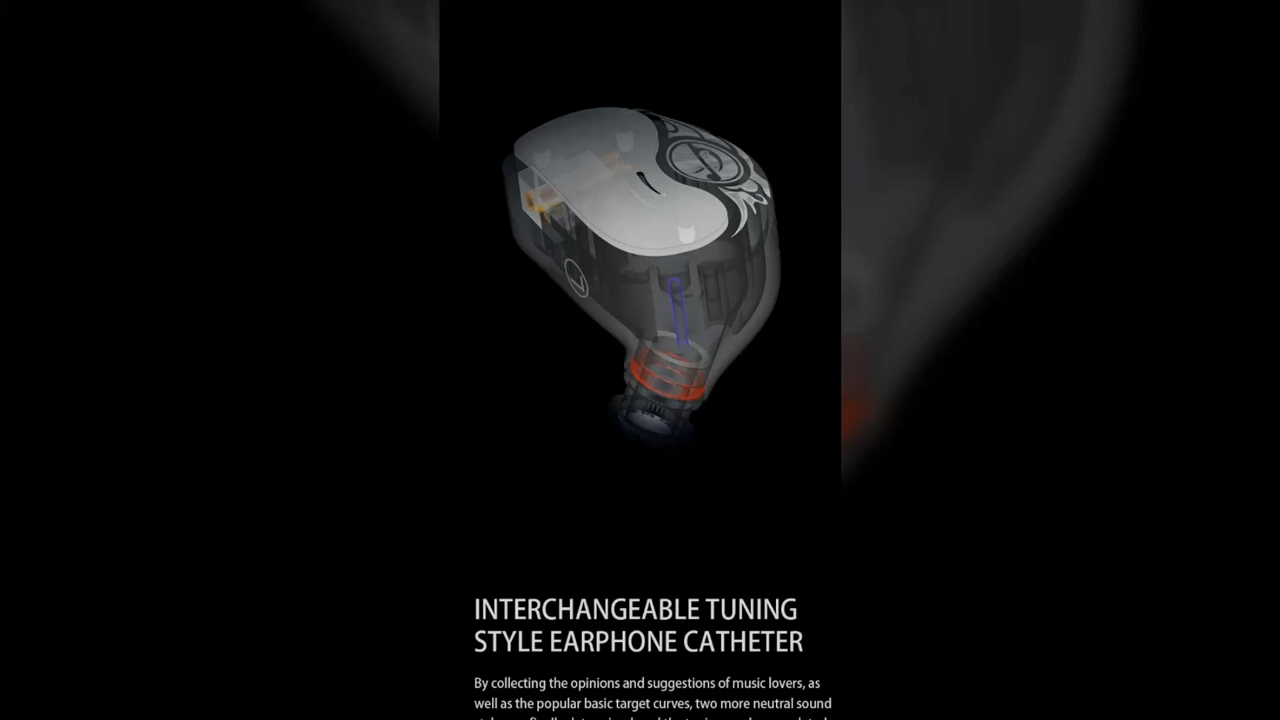 INTERCHANGEABLE TUNING
STYLE EARPHONE CATHETER
By collecting the opinions and suggestions of music lovers, as
well as the popular basic target curves, two more neutral sound